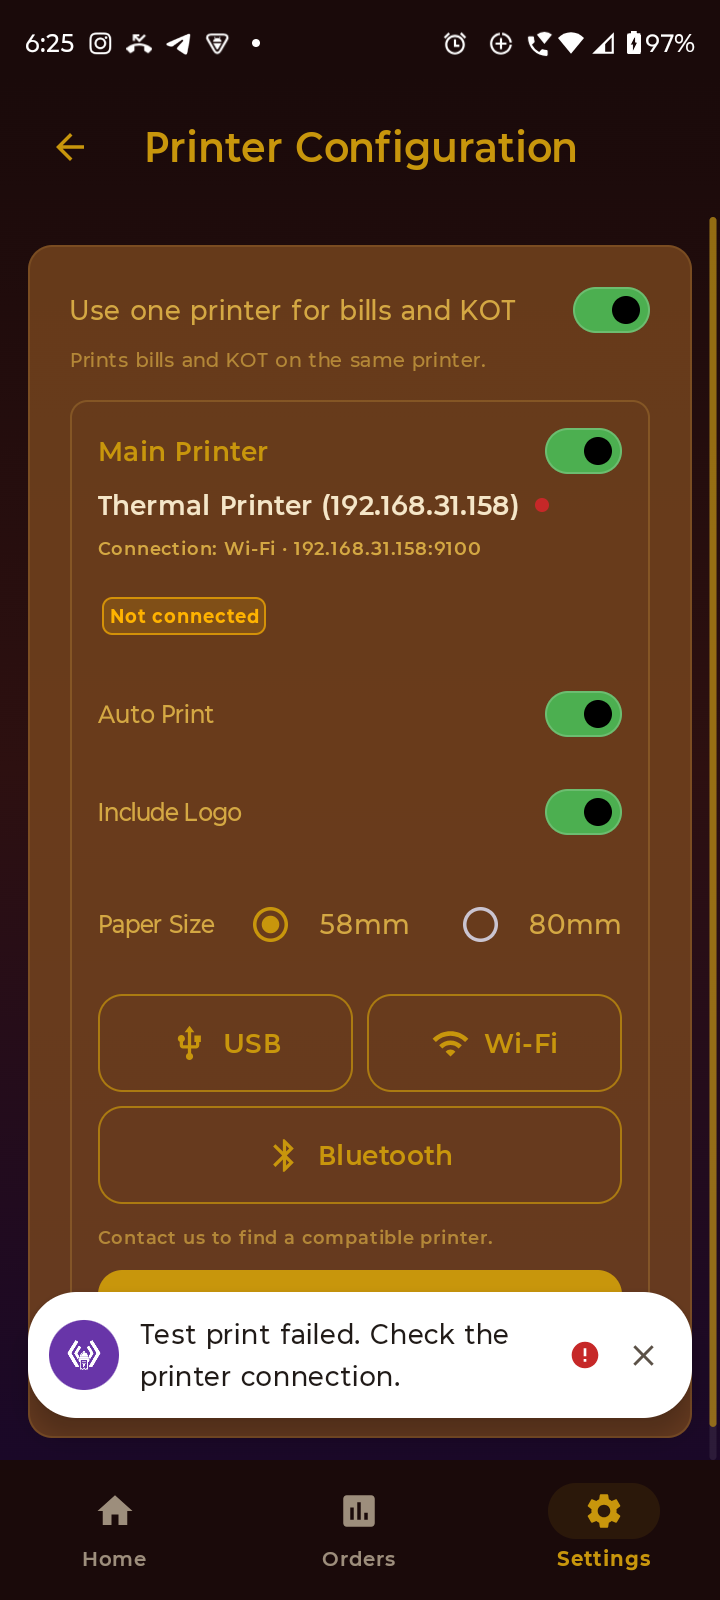 6:25
97%
Printer Configuration
Use one printer for bills and KOT
Prints bills and KOT on the same printer.
Main Printer
Thermal Printer (192.168.31.158)
Connection: Wi-Fi · 192.168.31.158:9100
Not connected
Auto Print
Include Logo
Paper Size 58mm 80mm
USB Wi-Fi
Bluetooth
Contact us to find a compatible printer.
Test print failed. Check the
printer connection.
Home Orders Settings